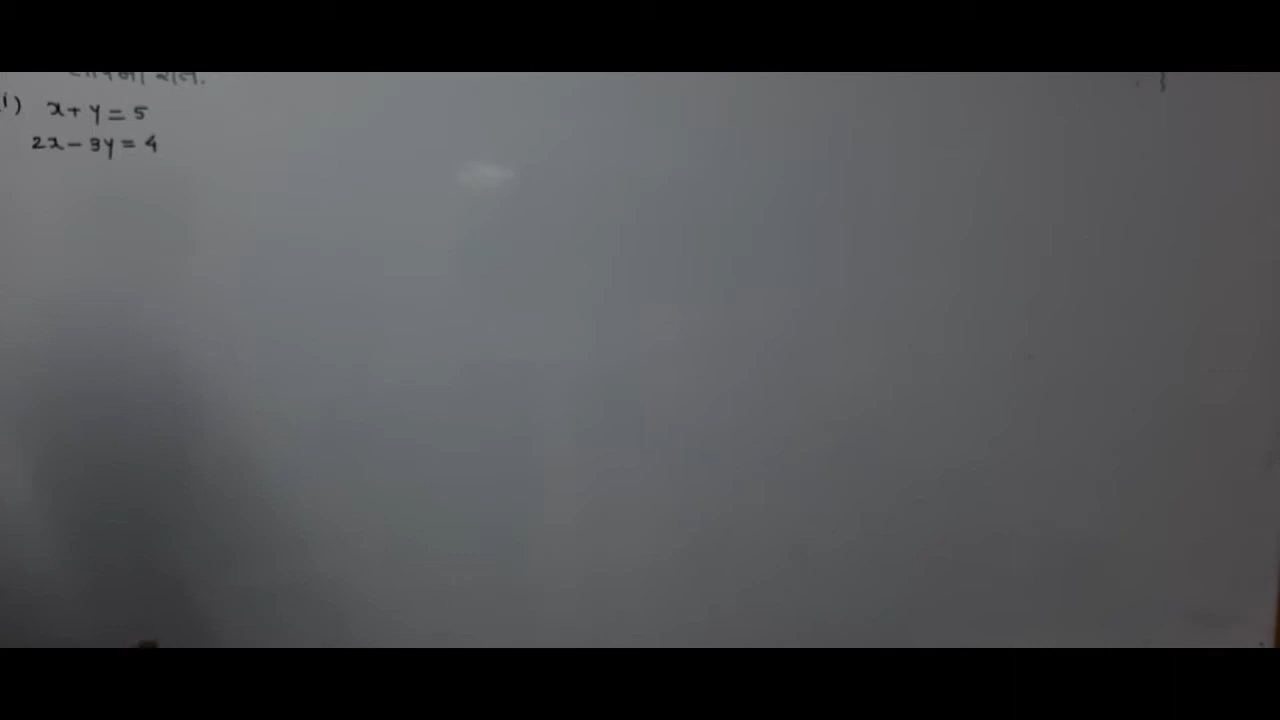 i) x + y = 5
2x - 3y = 4